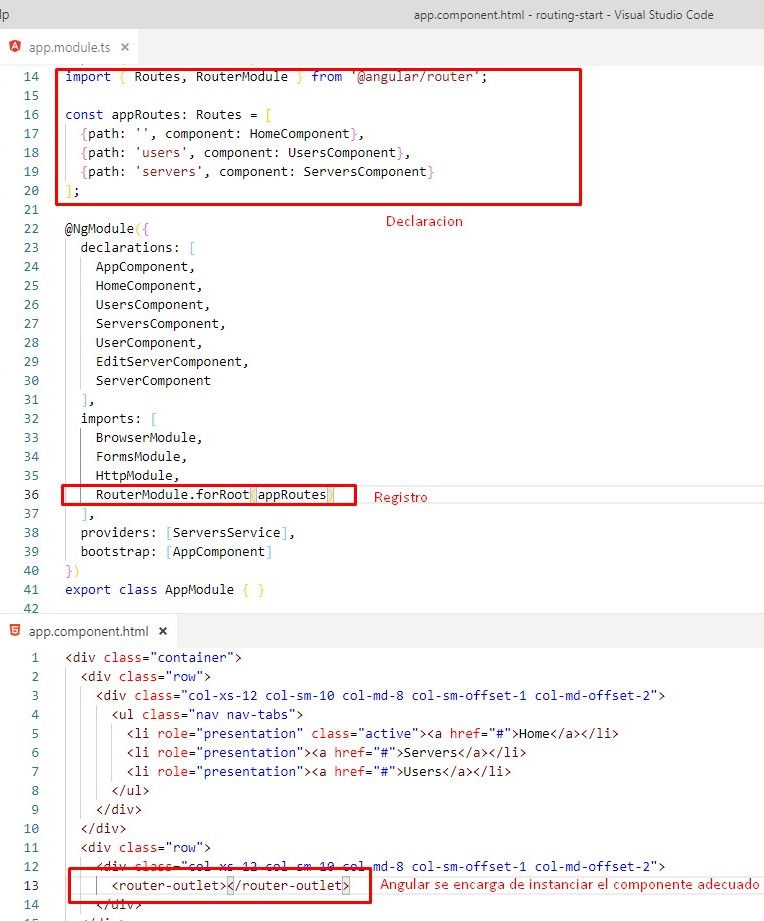 lp
app.component.html - routing-start - Visual Studio Code
app.module.ts ×
14 import { Routes, RouterModule } from '@angular/router';
15
16 const appRoutes: Routes = [
17 {path: '', component: HomeComponent},
18 {path: 'users', component: UsersComponent},
19 {path: 'servers', component: ServersComponent}
20 ];
21
Declaracion
22 @NgModule({
23 declarations: [
24 AppComponent,
25 HomeComponent,
26 UsersComponent,
27 ServersComponent,
28 UserComponent,
29 EditServerComponent,
30 ServerComponent
31 ],
32 imports: [
33 BrowserModule,
34 FormsModule,
35 HttpModule,
36 RouterModule.forRoot(appRoutes)
Registro
37 ],
38 providers: [ServersService],
39 bootstrap: [AppComponent]
40 })
41 export class AppModule { }
42
app.component.html ×
1 <div class="container">
2 <div class="row">
3 <div class="col-xs-12 col-sm-10 col-md-8 col-sm-offset-1 col-md-offset-2">
4 <ul class="nav nav-tabs">
5 <li role="presentation" class="active"><a href="#">Home</a></li>
6 <li role="presentation"><a href="#">Servers</a></li>
7 <li role="presentation"><a href="#">Users</a></li>
8 </ul>
9 </div>
10 </div>
11 <div class="row">
12 <div class="col-xs-12 col-sm-10 col-md-8 col-sm-offset-1 col-md-offset-2">
13 <router-outlet></router-outlet>
Angular se encarga de instanciar el componente adecuado
14 </div>